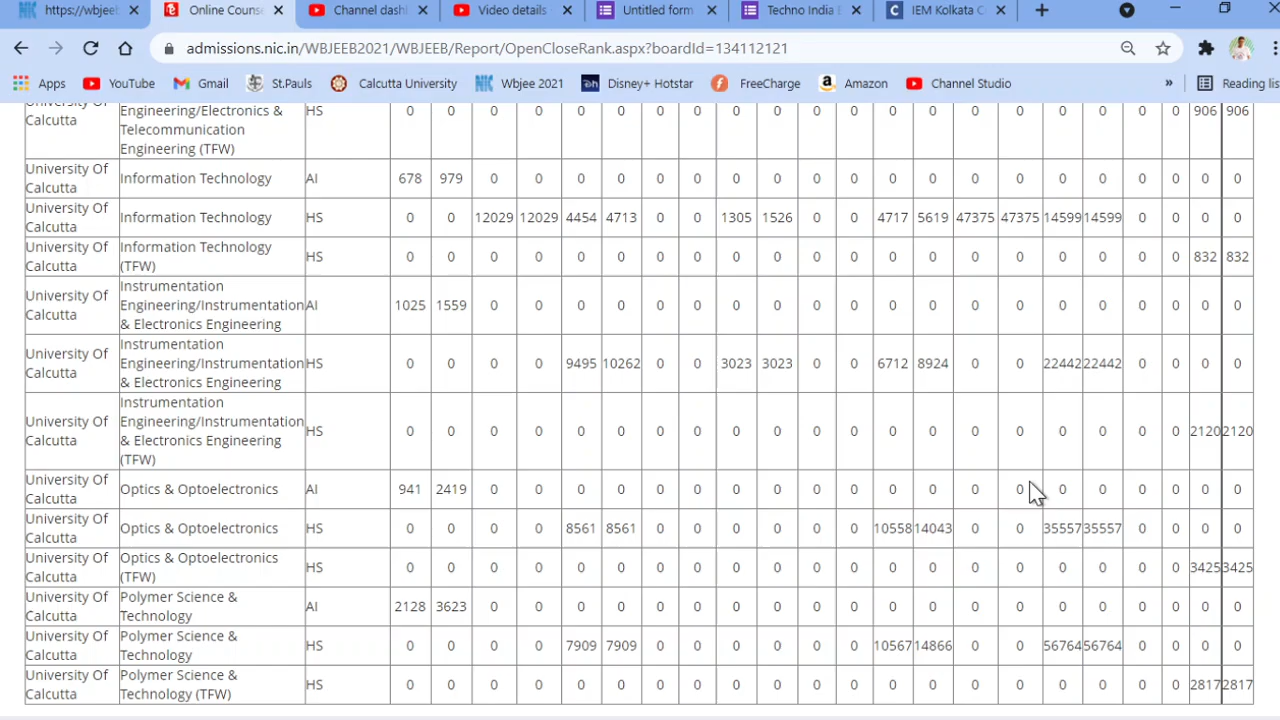 https://wbjeeb
Online Couns
Channel dash
Video details
Untitled form
Techno India
IEM Kolkata C
admissions.nic.in/WBJEEB2021/WBJEEB/Report/OpenCloseRank.aspx?boardId=134112121
Apps YouTube Gmail St.Pauls Calcutta University Wbjee 2021 Disney+ Hotstar FreeCharge Amazon Channel Studio » Reading lis
University Of
Calcutta
Engineering/Electronics &
Telecommunication
Engineering (TFW)
HS 0 0 0 0 0 0 0 0 0 0 0 0 0 0 0 0 0 0 0 0 906 906
University Of
Calcutta
Information Technology
AI 678 979 0 0 0 0 0 0 0 0 0 0 0 0 0 0 0 0 0 0 0 0
University Of
Calcutta
Information Technology
HS 0 0 12029 12029 4454 4713 0 0 1305 1526 0 0 4717 5619 47375 47375 14599 14599 0 0 0 0
University Of
Calcutta
Information Technology
(TFW)
HS 0 0 0 0 0 0 0 0 0 0 0 0 0 0 0 0 0 0 0 0 832 832
University Of
Calcutta
Instrumentation
Engineering/Instrumentation
& Electronics Engineering
AI 1025 1559 0 0 0 0 0 0 0 0 0 0 0 0 0 0 0 0 0 0 0 0
University Of
Calcutta
Instrumentation
Engineering/Instrumentation
& Electronics Engineering
HS 0 0 0 0 9495 10262 0 0 3023 3023 0 0 6712 8924 0 0 22442 22442 0 0 0 0
University Of
Calcutta
Instrumentation
Engineering/Instrumentation
& Electronics Engineering
(TFW)
HS 0 0 0 0 0 0 0 0 0 0 0 0 0 0 0 0 0 0 0 0 2120 2120
University Of
Calcutta
Optics & Optoelectronics
AI 941 2419 0 0 0 0 0 0 0 0 0 0 0 0 0 0 0 0 0 0 0 0
University Of
Calcutta
Optics & Optoelectronics
HS 0 0 0 0 8561 8561 0 0 0 0 0 0 10558 14043 0 0 35557 35557 0 0 0 0
University Of
Calcutta
Optics & Optoelectronics
(TFW)
HS 0 0 0 0 0 0 0 0 0 0 0 0 0 0 0 0 0 0 0 0 3425 3425
University Of
Calcutta
Polymer Science &
Technology
AI 2128 3623 0 0 0 0 0 0 0 0 0 0 0 0 0 0 0 0 0 0 0 0
University Of
Calcutta
Polymer Science &
Technology
HS 0 0 0 0 7909 7909 0 0 0 0 0 0 10567 14866 0 0 56764 56764 0 0 0 0
University Of
Calcutta
Polymer Science &
Technology (TFW)
HS 0 0 0 0 0 0 0 0 0 0 0 0 0 0 0 0 0 0 0 0 2817 2817